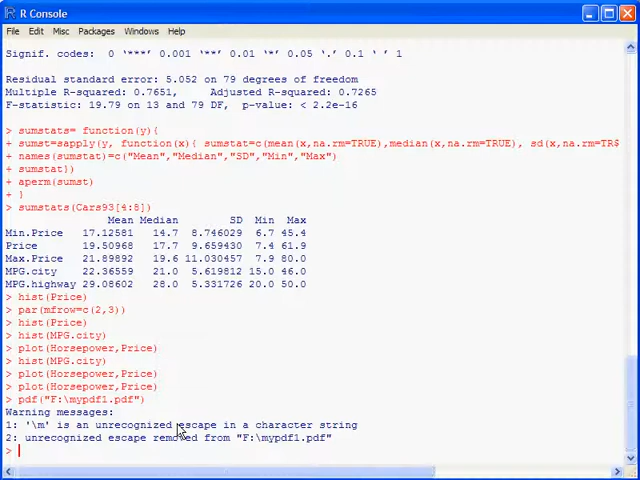 R Console
File Edit Misc Packages Windows Help
Signif. codes: 0 ‘***’ 0.001 ‘**’ 0.01 ‘*’ 0.05 ‘.’ 0.1 ‘ ’ 1
Residual standard error: 5.052 on 79 degrees of freedom
Multiple R-squared: 0.7651, Adjusted R-squared: 0.7265
F-statistic: 19.79 on 13 and 79 DF, p-value: < 2.2e-16
> sumstats= function(y){
+ sumst=sapply(y, function(x){ sumstat=c(mean(x,na.rm=TRUE),median(x,na.rm=TRUE), sd(x,na.rm=TR$
+ names(sumstat)=c("Mean","Median","SD","Min","Max")
+ sumstat})
+ aperm(sumst)
+ }
> sumstats(Cars93[4:8])
Mean Median SD Min Max
Min.Price 17.12581 14.7 8.746029 6.7 45.4
Price 19.50968 17.7 9.659430 7.4 61.9
Max.Price 21.89892 19.6 11.030457 7.9 80.0
MPG.city 22.36559 21.0 5.619812 15.0 46.0
MPG.highway 29.08602 28.0 5.331726 20.0 50.0
> hist(Price)
> par(mfrow=c(2,3))
> hist(Price)
> hist(MPG.city)
> plot(Horsepower,Price)
> hist(MPG.city)
> plot(Horsepower,Price)
> plot(Horsepower,Price)
> pdf("F:\mypdf1.pdf")
Warning messages:
1: '\m' is an unrecognized escape in a character string
2: unrecognized escape removed from "F:\mypdf1.pdf"
>